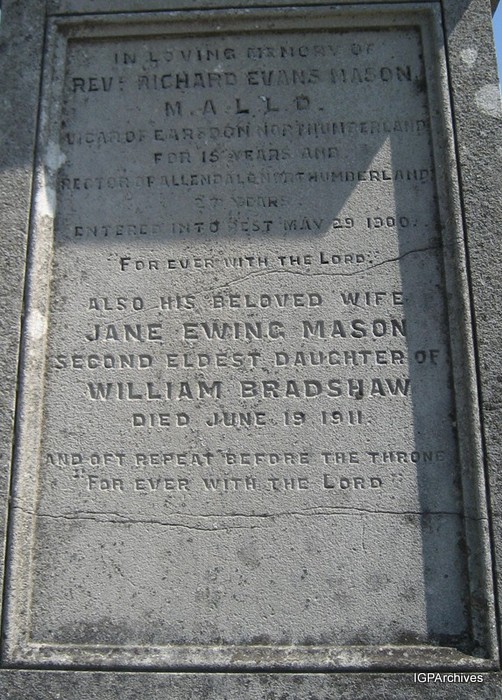 IN LOVING MEMORY OF
REV. RICHARD EVANS MASON
M.A. L.L.D.
VICAR OF EARSDON NORTHUMBERLAND
FOR 15 YEARS AND
RECTOR OF ALLENDALE NORTHUMBERLAND
YEARS
ENTERED INTO REST MAY 29 1900.
"FOR EVER WITH THE LORD."
ALSO HIS BELOVED WIFE
JANE EWING MASON
SECOND ELDEST DAUGHTER OF
WILLIAM BRADSHAW
DIED JUNE 19 1911.
AND OFT REPEAT BEFORE THE THRONE
"FOR EVER WITH THE LORD"
IGPArchives